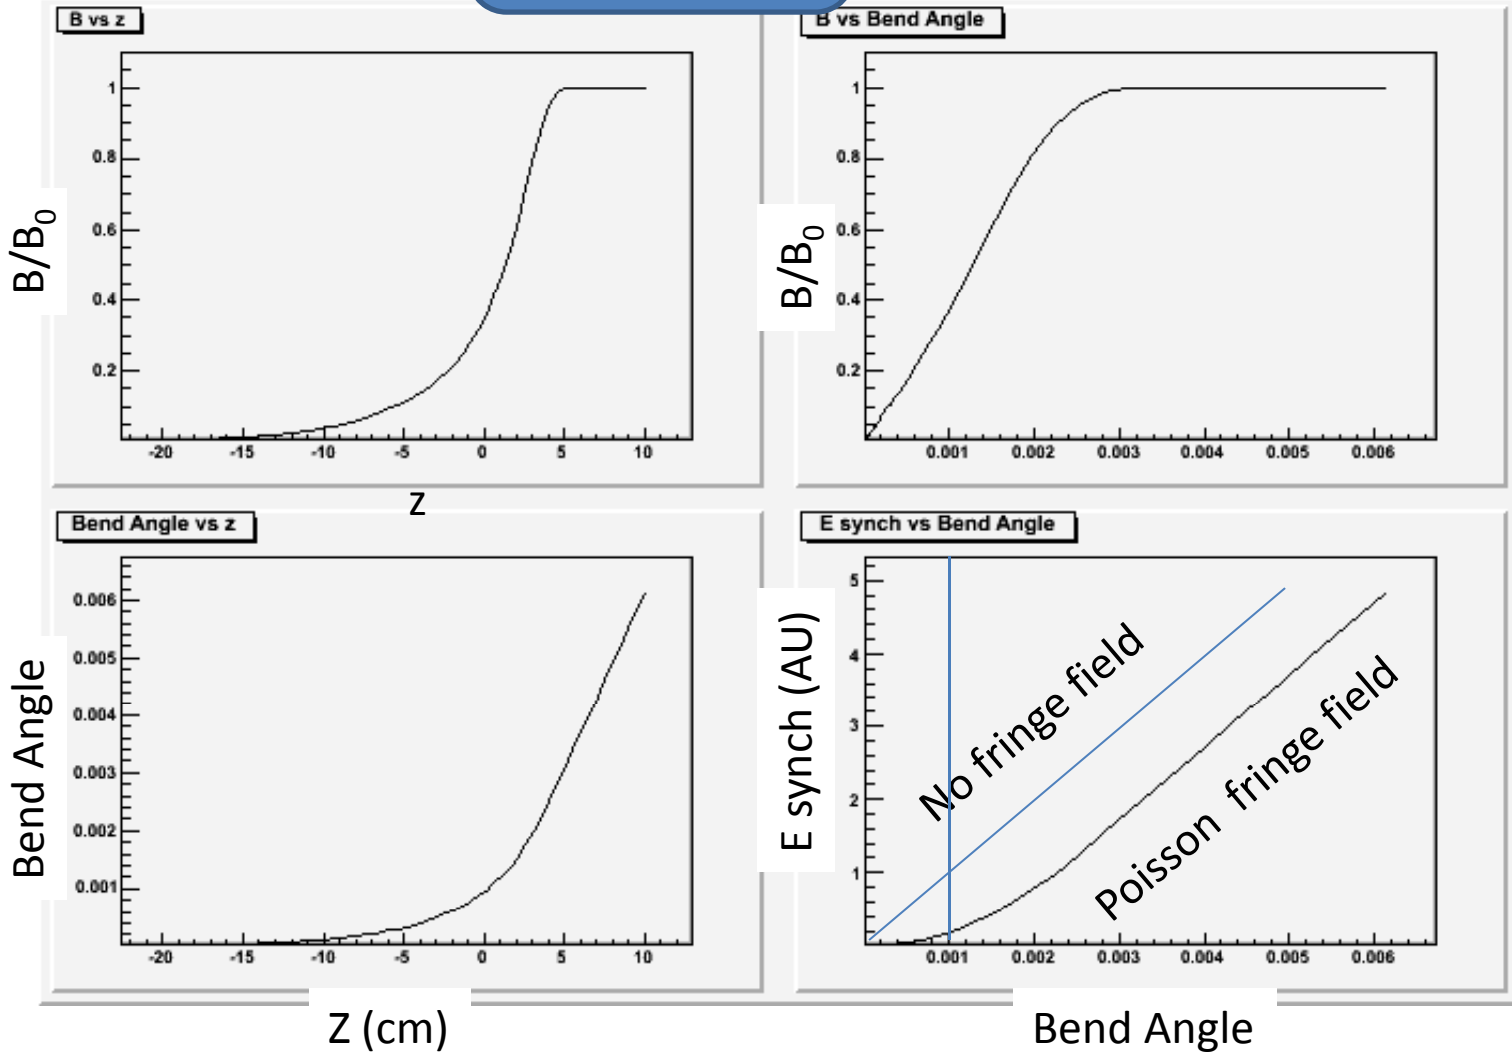 B vs z
1
0.8
0.6
0.4
0.2
B/B0
-20 -15 -10 -5 0 5 10
z
B vs Bend Angle
1
0.8
0.6
0.4
0.2
B/B0
0.001 0.002 0.003 0.004 0.005 0.006
Bend Angle vs z
0.006
0.005
0.004
0.003
0.002
0.001
Bend Angle
-20 -15 -10 -5 0 5 10
Z (cm)
E synch vs Bend Angle
5
4
3
2
1
E synch (AU)
No fringe field
Poisson fringe field
0.001 0.002 0.003 0.004 0.005 0.006
Bend Angle